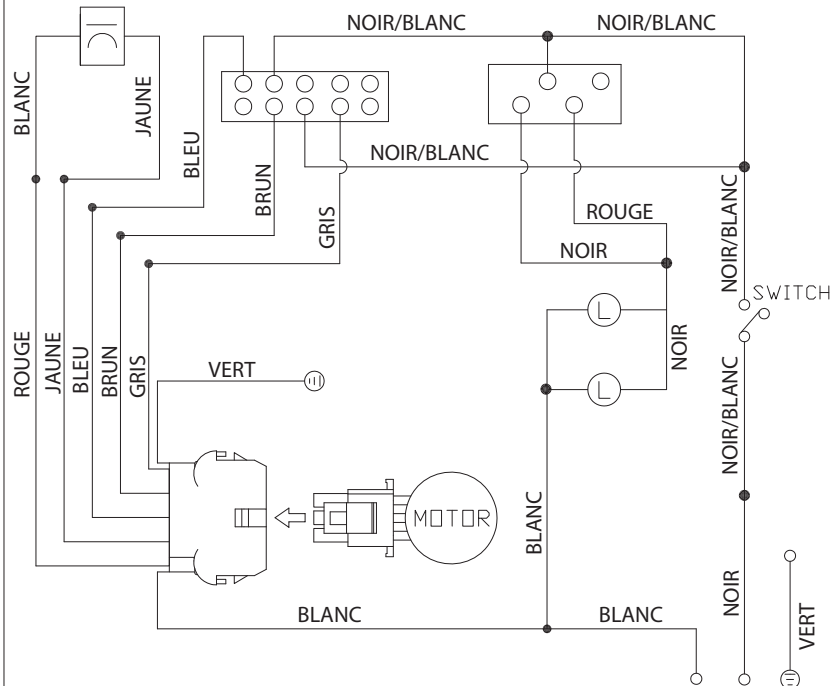 NOIR/BLANC
NOIR/BLANC
BLANC
JAUNE
BLEU
BRUN
NOIR/BLANC
GRIS
ROUGE
NOIR
NOIR/BLANC
SWITCH
L
L
NOIR
ROUGE
JAUNE
BLEU
BRUN
GRIS
VERT
NOIR/BLANC
MOTOR
BLANC
BLANC
BLANC
NOIR
VERT